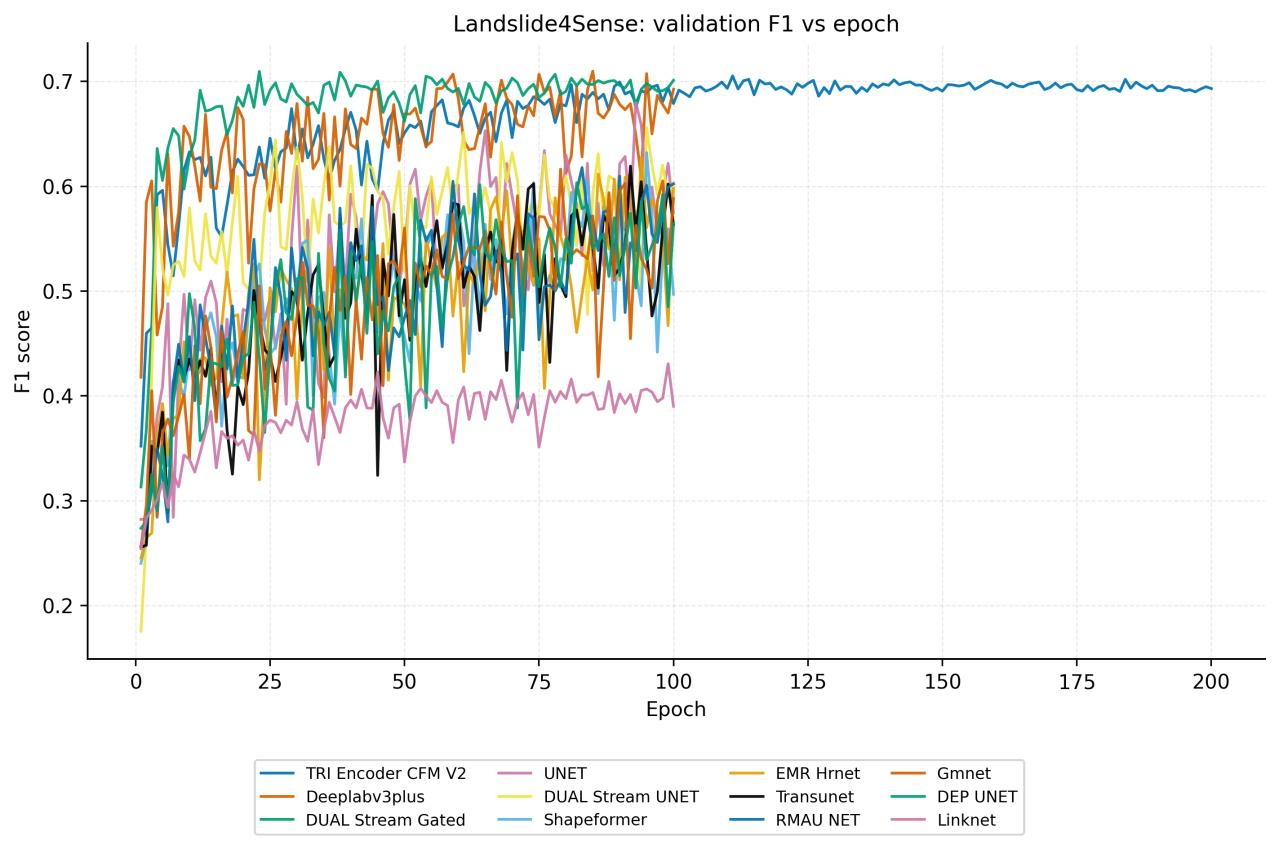 Landslide4Sense: validation F1 vs epoch
F1 score
0.7
0.6
0.5
0.4
0.3
0.2
0 25 50 75 100 125 150 175 200
Epoch
TRI Encoder CFM V2 UNET EMR Hrnet Gmnet
Deeplabv3plus DUAL Stream UNET Transunet DEP UNET
DUAL Stream Gated Shapeformer RMAU NET Linknet